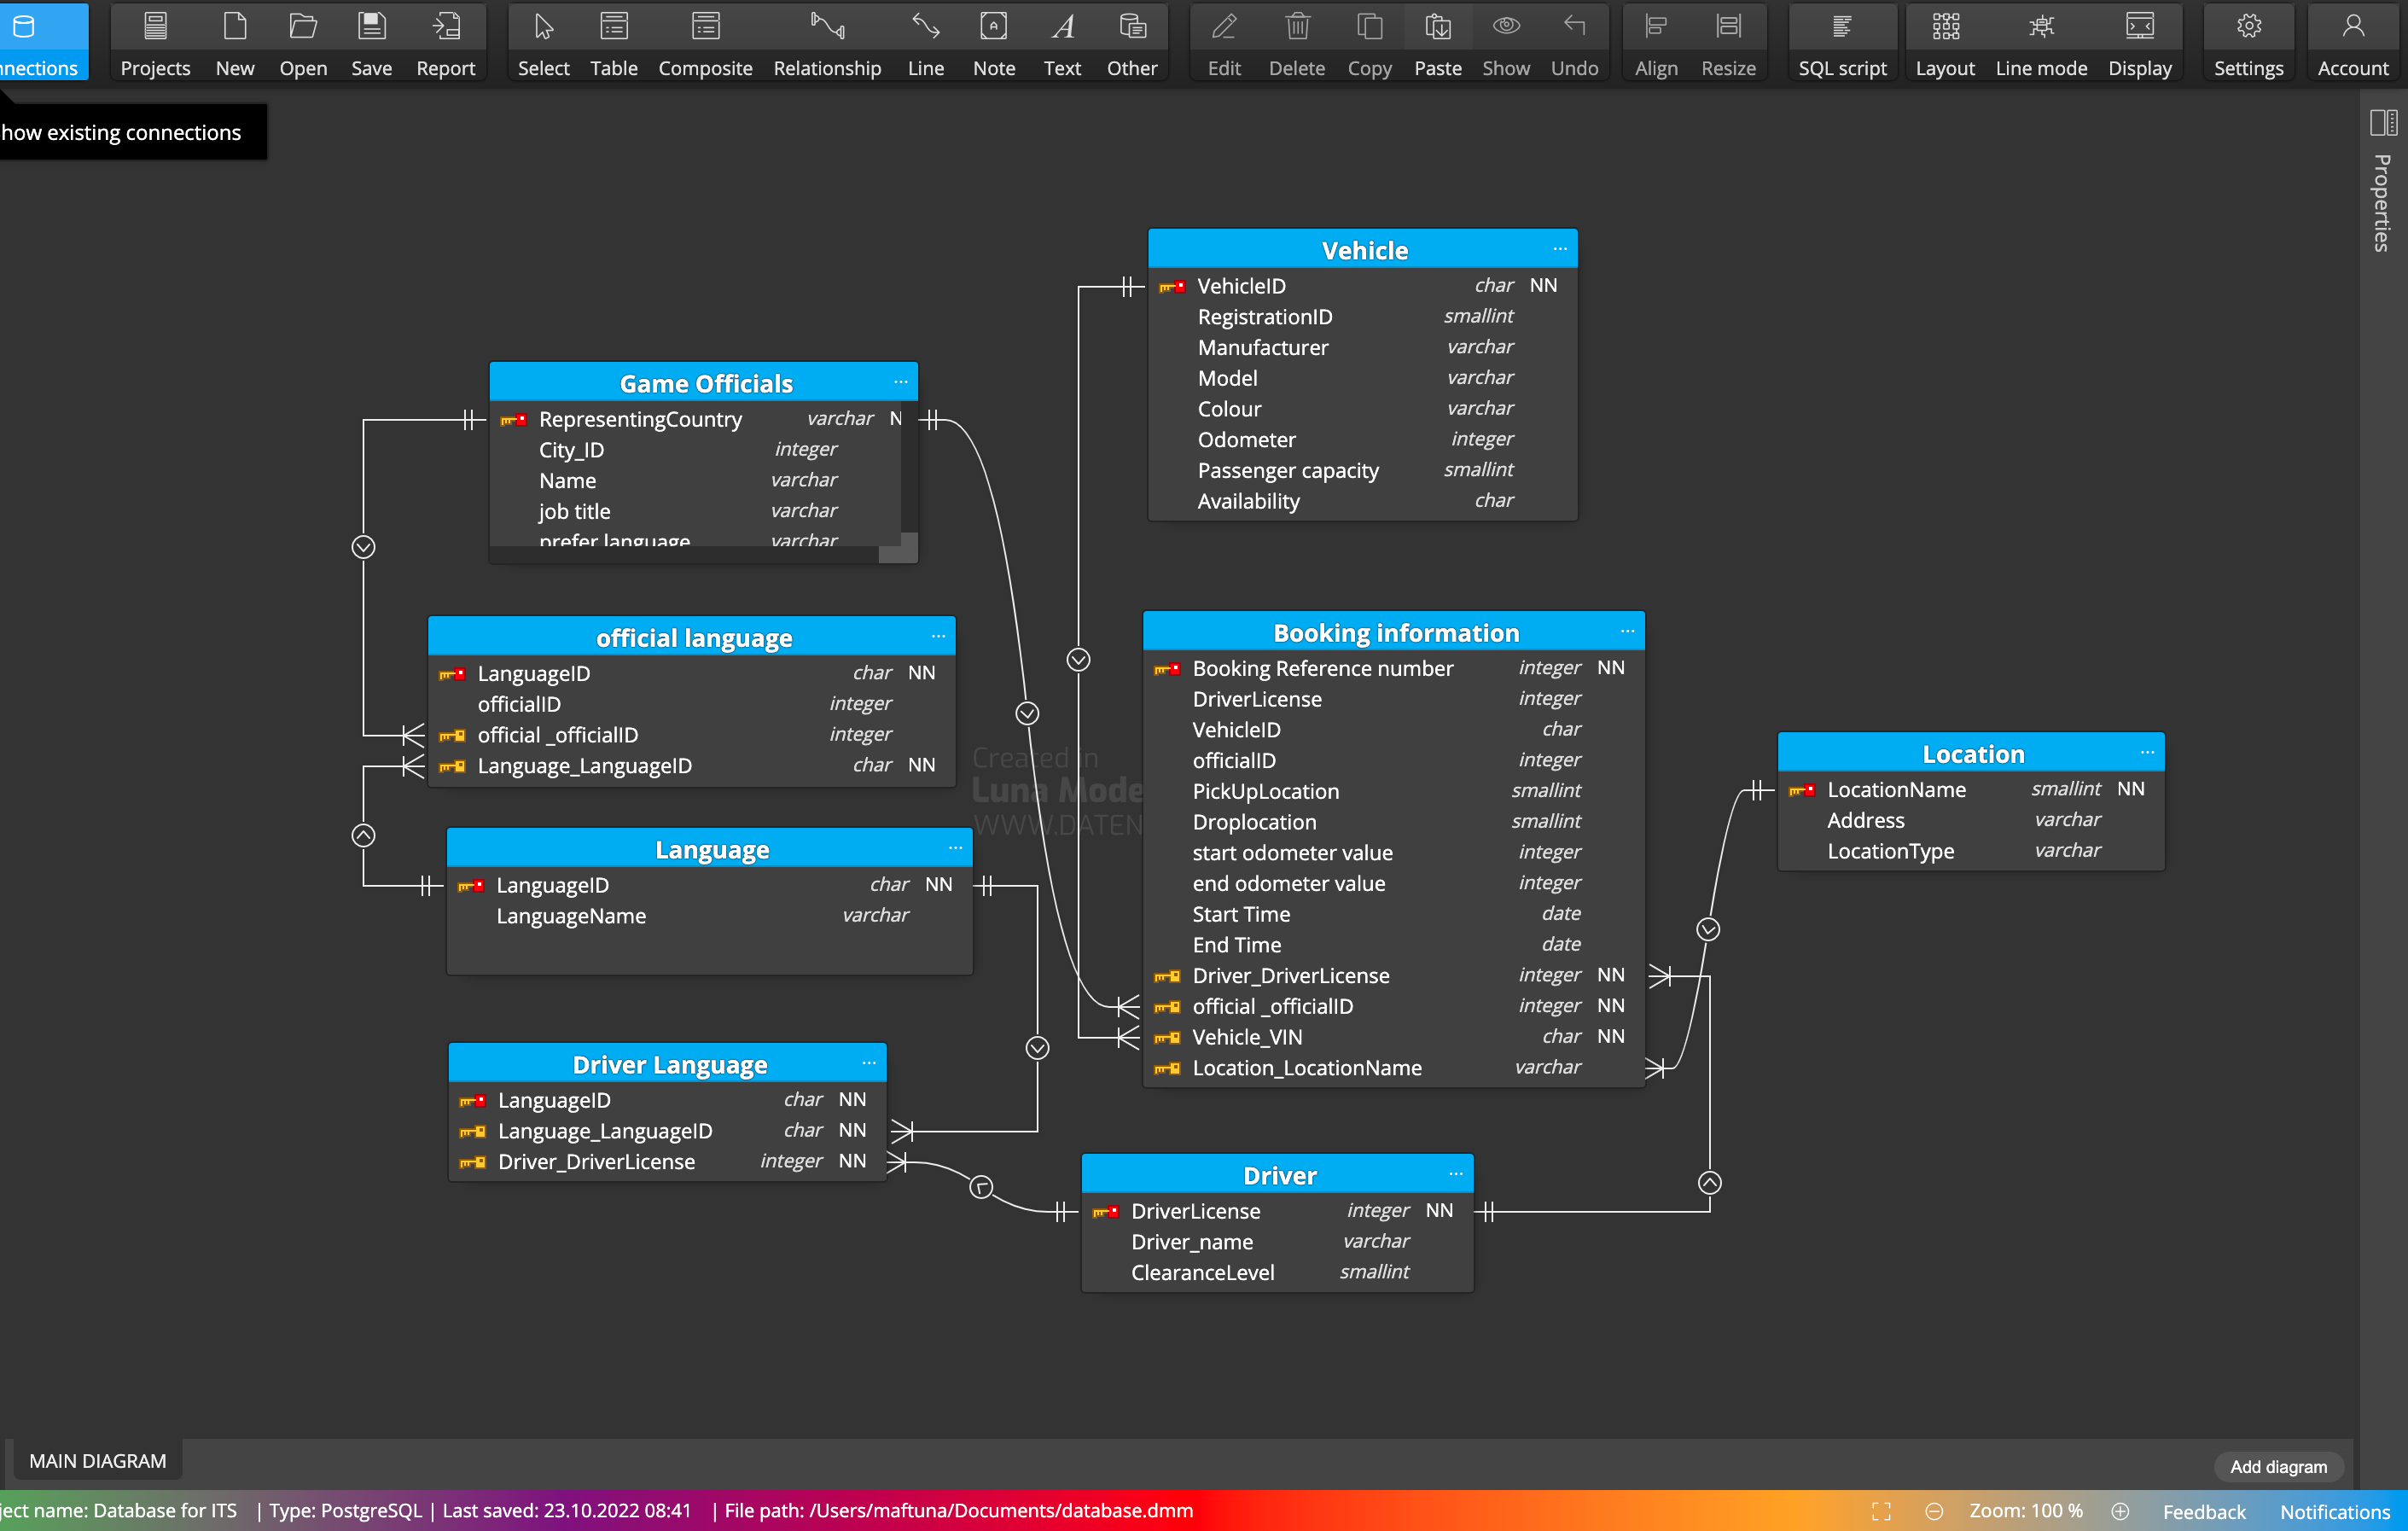 nnections
Projects
New
Open
Save
Report
Select
Table
Composite
Relationship
Line
Note
Text
Other
Edit
Delete
Copy
Paste
Show
Undo
Align
Resize
SQL script
Layout
Line mode
Display
Settings
Account
how existing connections
Properties
Vehicle
VehicleID char NN
RegistrationID smallint
Manufacturer varchar
Model varchar
Colour varchar
Odometer integer
Passenger capacity smallint
Availability char
Game Officials
RepresentingCountry varchar N
City_ID integer
Name varchar
job title varchar
prefer language varchar
official language
LanguageID char NN
officialID integer
official _officialID integer
Language_LanguageID char NN
Created in
Luna Mode
WWW.DATEN
Booking information
Booking Reference number integer NN
DriverLicense integer
VehicleID char
officialID integer
PickUpLocation smallint
Droplocation smallint
start odometer value integer
end odometer value integer
Start Time date
End Time date
Driver_DriverLicense integer NN
official _officialID integer NN
Vehicle_VIN char NN
Location_LocationName varchar
Location
LocationName smallint NN
Address varchar
LocationType varchar
Language
LanguageID char NN
LanguageName varchar
Driver Language
LanguageID char NN
Language_LanguageID char NN
Driver_DriverLicense integer NN
Driver
DriverLicense integer NN
Driver_name varchar
ClearanceLevel smallint
MAIN DIAGRAM
Add diagram
ject name: Database for ITS | Type: PostgreSQL | Last saved: 23.10.2022 08:41 | File path: /Users/maftuna/Documents/database.dmm
Zoom: 100 %
Feedback
Notifications